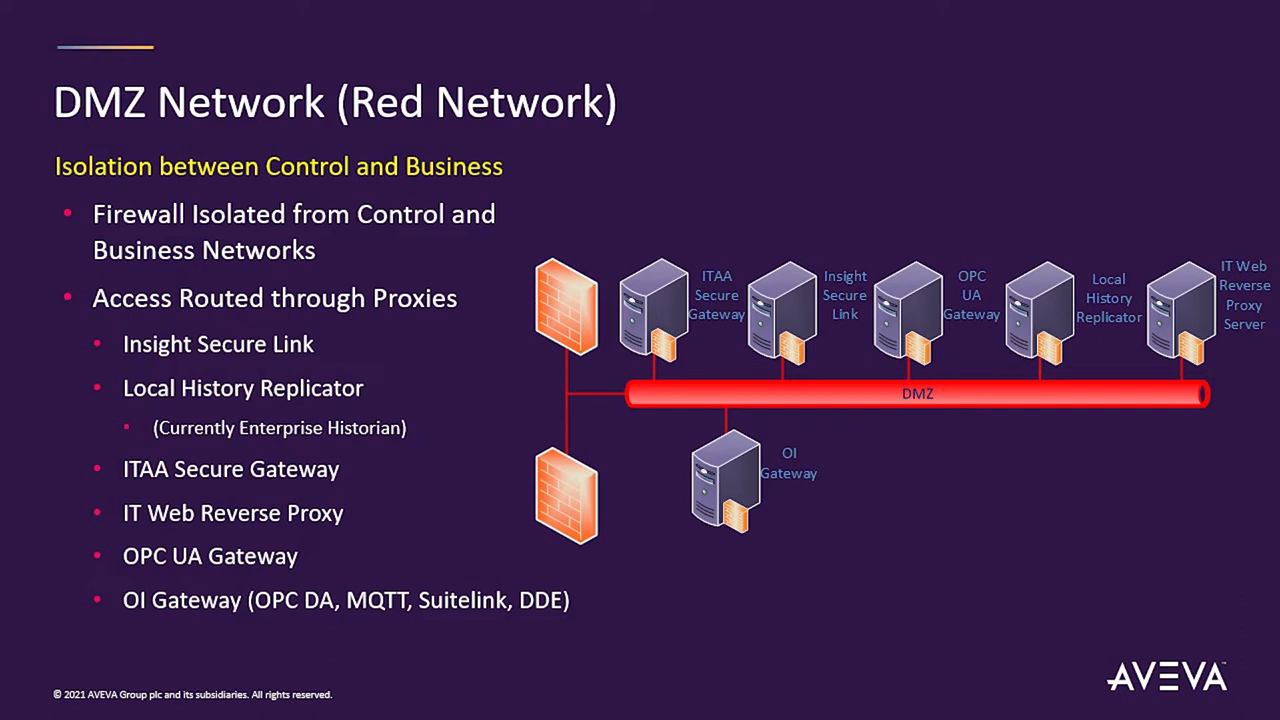 DMZ Network (Red Network)
Isolation between Control and Business
• Firewall Isolated from Control and
Business Networks
• Access Routed through Proxies
• Insight Secure Link
• Local History Replicator
• (Currently Enterprise Historian)
• ITAA Secure Gateway
• IT Web Reverse Proxy
• OPC UA Gateway
• OI Gateway (OPC DA, MQTT, Suitelink, DDE)
ITAA
Secure
Gateway
Insight
Secure
Link
OPC
UA
Gateway
Local
History
Replicator
IT Web
Reverse
Proxy
Server
DMZ
OI
Gateway
© 2021 AVEVA Group plc and its subsidiaries. All rights reserved.
AVEVA